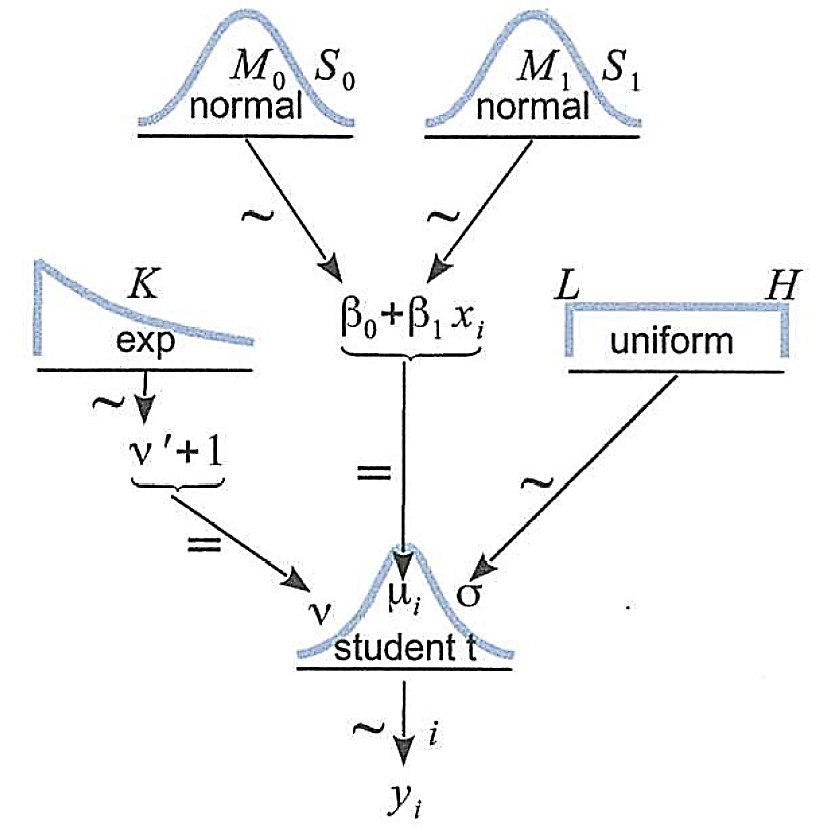 M₀ S₀ M₁ S₁
normal normal
~ ~
K L H
β₀+β₁ xᵢ
exp uniform
~
ν ′+1
= ~
=
ν μᵢ σ
student t
~ i
yᵢ